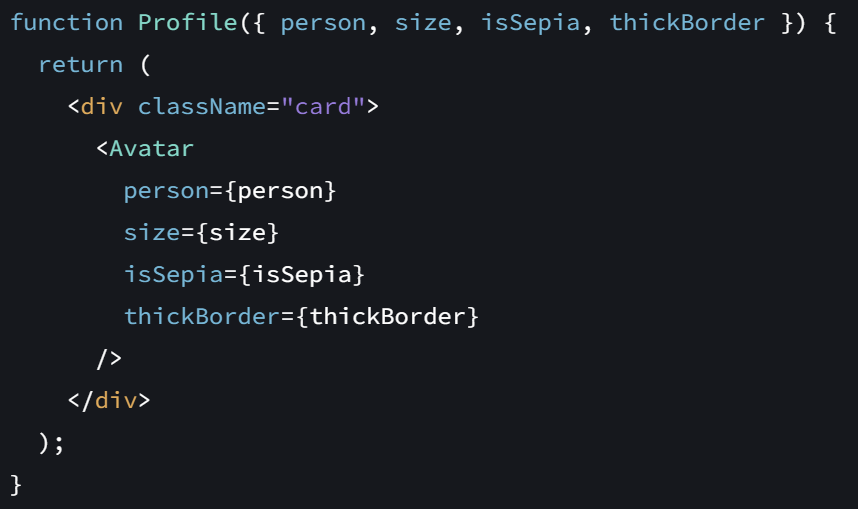 function Profile({ person, size, isSepia, thickBorder }) {
  return (
    <div className="card">
      <Avatar
        person={person}
        size={size}
        isSepia={isSepia}
        thickBorder={thickBorder}
      />
    </div>
  );
}